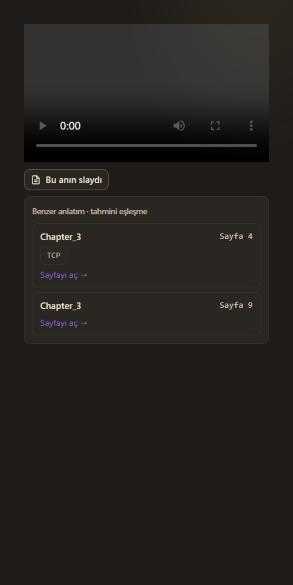 0:00
Bu anın slaydı
Benzer anlatım · tahmini eşleşme
Chapter_3 Sayfa 4
TCP
Sayfayı aç →
Chapter_3 Sayfa 9
Sayfayı aç →